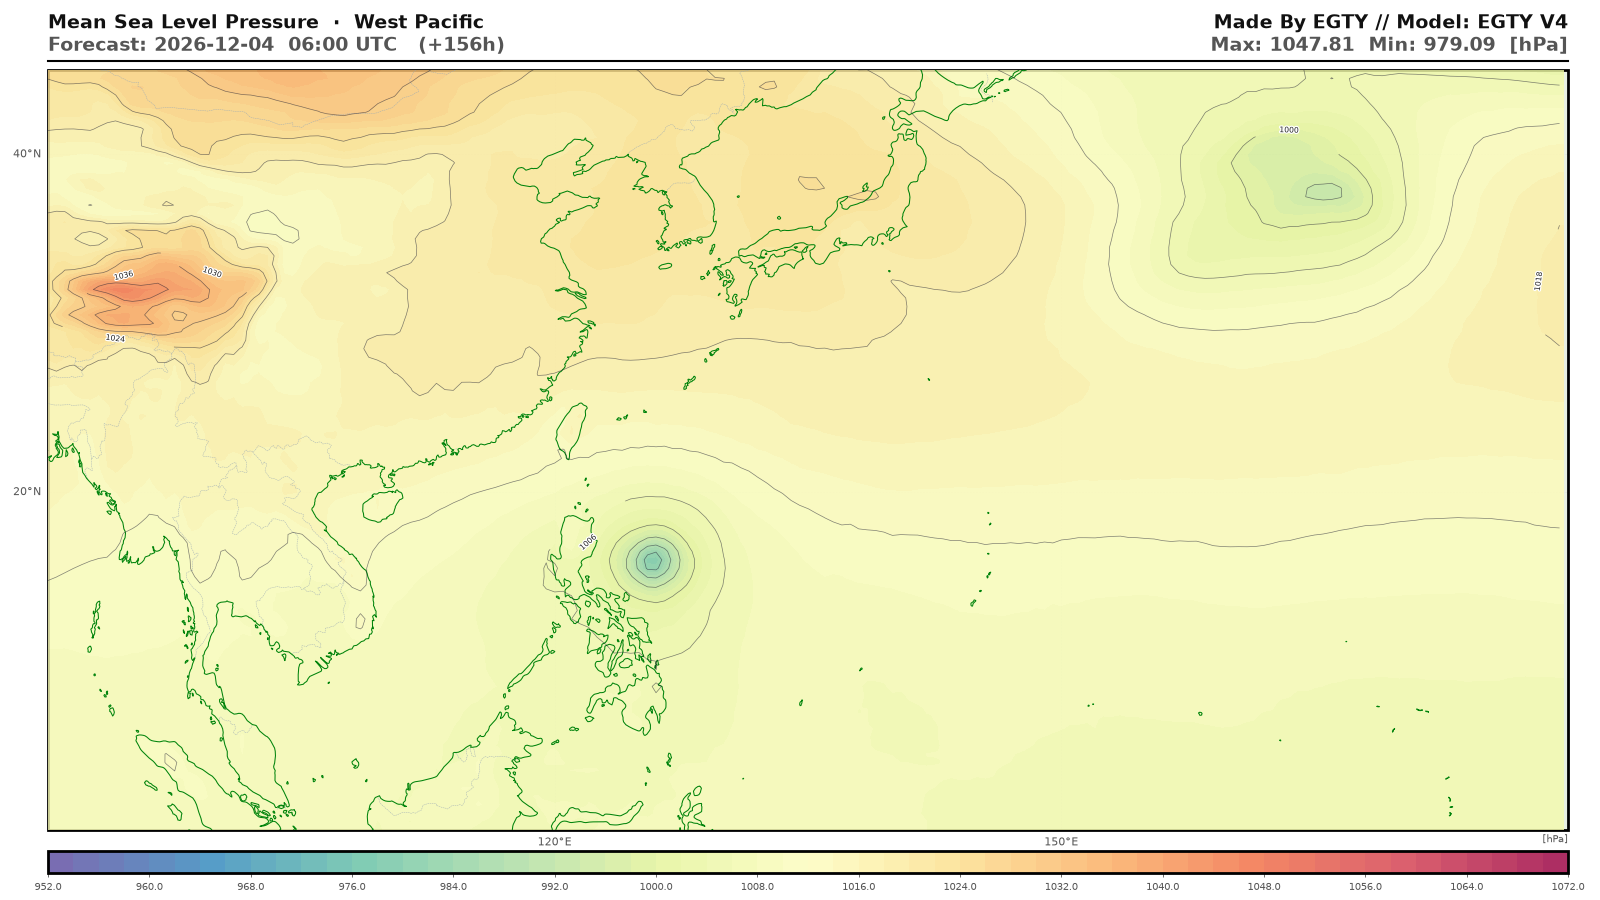 Mean Sea Level Pressure · West Pacific
Made By EGTY // Model: EGTY V4
Forecast: 2026-12-04 06:00 UTC (+156h)
Max: 1047.81 Min: 979.09 [hPa]
1000
40°N
1036
1030
1018
1024
20°N
1006
120°E
150°E
[hPa]
952.0 960.0 968.0 976.0 984.0 992.0 1000.0 1008.0 1016.0 1024.0 1032.0 1040.0 1048.0 1056.0 1064.0 1072.0